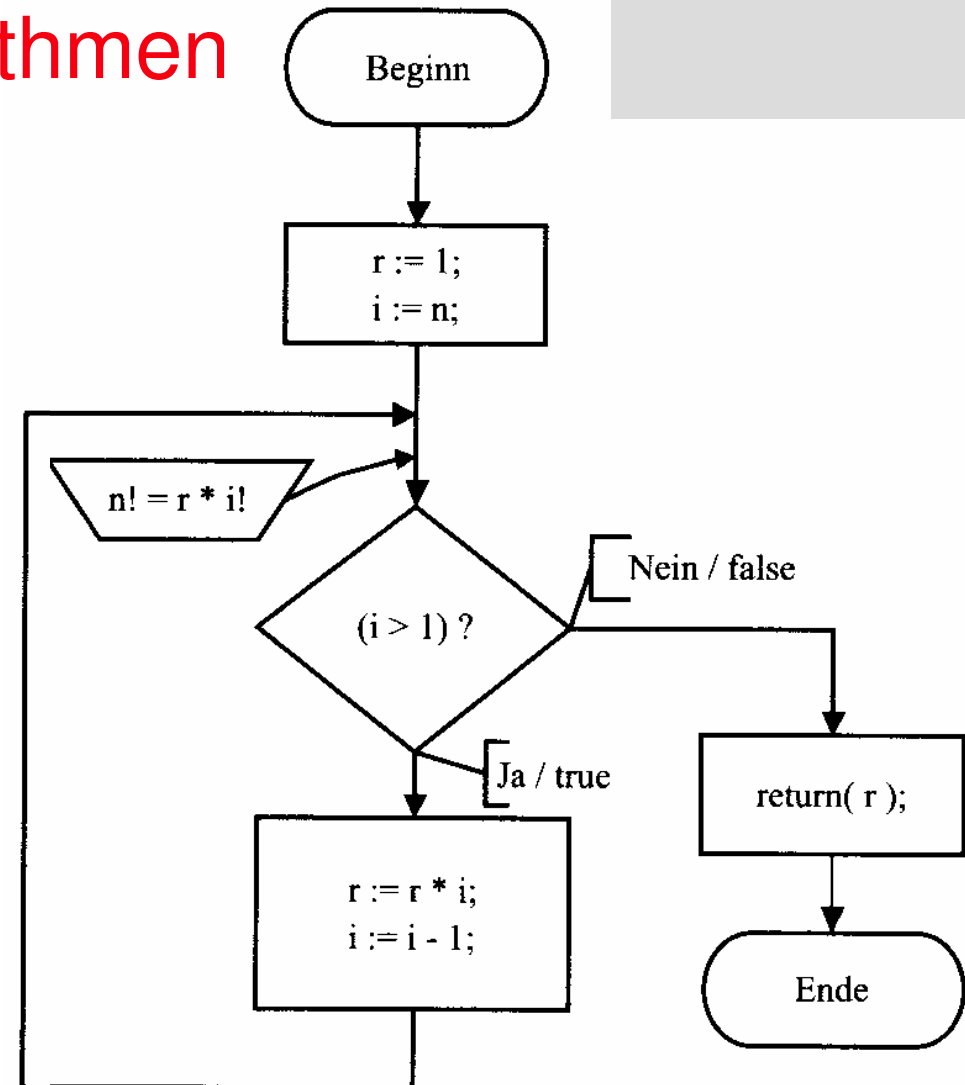 thmen
Beginn
r := 1;
i := n;
n! = r * i!
(i > 1) ?
Nein / false
Ja / true
return( r );
r := r * i;
i := i - 1;
Ende